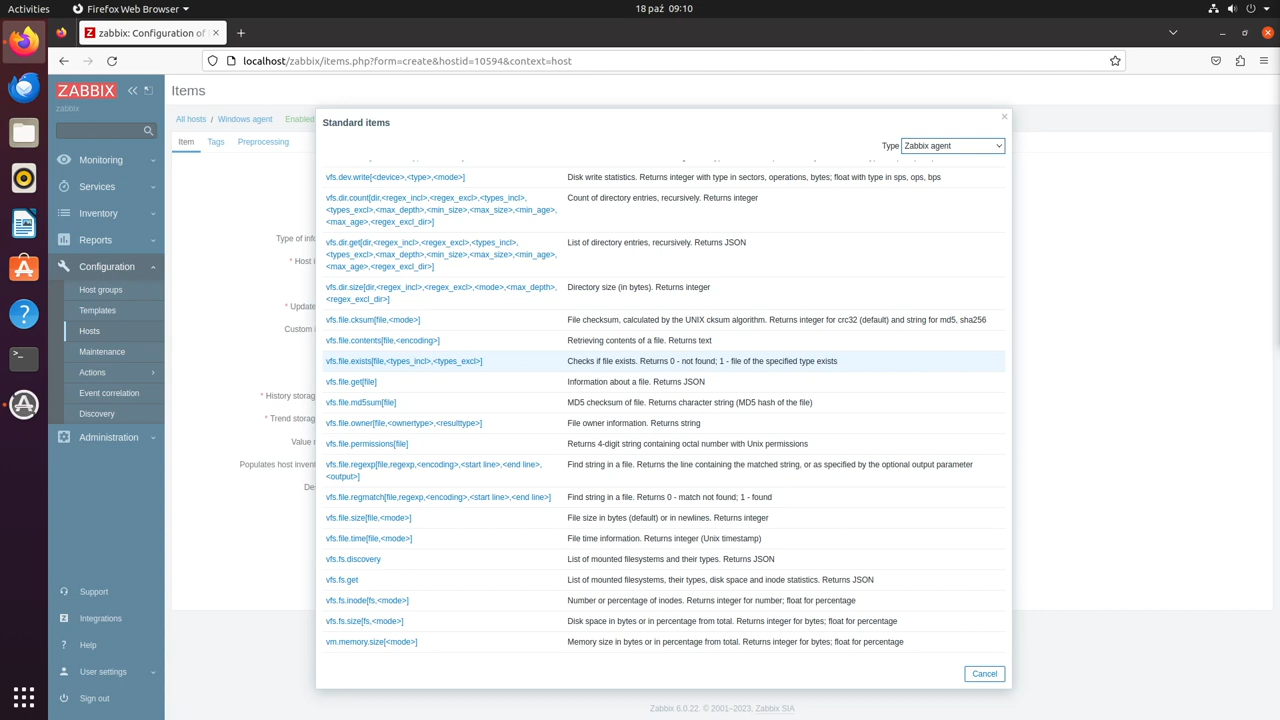 18 paź 09:10
zabbix: Configuration of
localhost/zabbix/items.php?form=create&hostid=10594&context=host
ZABBIX
zabbix
Monitoring
Services
Inventory
Reports
Configuration
Host groups
Templates
Hosts
Maintenance
Actions
Event correlation
Discovery
Administration
Support
Integrations
Help
User settings
Sign out
Items
All hosts / Windows agent Enabled
Item Tags Preprocessing
Type of info
* Host i
* Update
Custom i
* History storag
* Trend storag
Value
Populates host invent
Des
Standard items
Type Zabbix agent
vfs.dev.write[<device>,<type>,<mode>] Disk write statistics. Returns integer with type in sectors, operations, bytes; float with type in sps, ops, bps
vfs.dir.count[dir,<regex_incl>,<regex_excl>,<types_incl>, Count of directory entries, recursively. Returns integer
<types_excl>,<max_depth>,<min_size>,<max_size>,<min_age>,
<max_age>,<regex_excl_dir>]
vfs.dir.get[dir,<regex_incl>,<regex_excl>,<types_incl>, List of directory entries, recursively. Returns JSON
<types_excl>,<max_depth>,<min_size>,<max_size>,<min_age>,
<max_age>,<regex_excl_dir>]
vfs.dir.size[dir,<regex_incl>,<regex_excl>,<mode>,<max_depth>, Directory size (in bytes). Returns integer
<regex_excl_dir>]
vfs.file.cksum[file,<mode>] File checksum, calculated by the UNIX cksum algorithm. Returns integer for crc32 (default) and string for md5, sha256
vfs.file.contents[file,<encoding>] Retrieving contents of a file. Returns text
vfs.file.exists[file,<types_incl>,<types_excl>] Checks if file exists. Returns 0 - not found; 1 - file of the specified type exists
vfs.file.get[file] Information about a file. Returns JSON
vfs.file.md5sum[file] MD5 checksum of file. Returns character string (MD5 hash of the file)
vfs.file.owner[file,<ownertype>,<resulttype>] File owner information. Returns string
vfs.file.permissions[file] Returns 4-digit string containing octal number with Unix permissions
vfs.file.regexp[file,regexp,<encoding>,<start line>,<end line>, Find string in a file. Returns the line containing the matched string, or as specified by the optional output parameter
<output>]
vfs.file.regmatch[file,regexp,<encoding>,<start line>,<end line>] Find string in a file. Returns 0 - match not found; 1 - found
vfs.file.size[file,<mode>] File size in bytes (default) or in newlines. Returns integer
vfs.file.time[file,<mode>] File time information. Returns integer (Unix timestamp)
vfs.fs.discovery List of mounted filesystems and their types. Returns JSON
vfs.fs.get List of mounted filesystems, their types, disk space and inode statistics. Returns JSON
vfs.fs.inode[fs,<mode>] Number or percentage of inodes. Returns integer for number; float for percentage
vfs.fs.size[fs,<mode>] Disk space in bytes or in percentage from total. Returns integer for bytes; float for percentage
vm.memory.size[<mode>] Memory size in bytes or in percentage from total. Returns integer for bytes; float for percentage
Cancel
Zabbix 6.0.22. © 2001–2023, Zabbix SIA